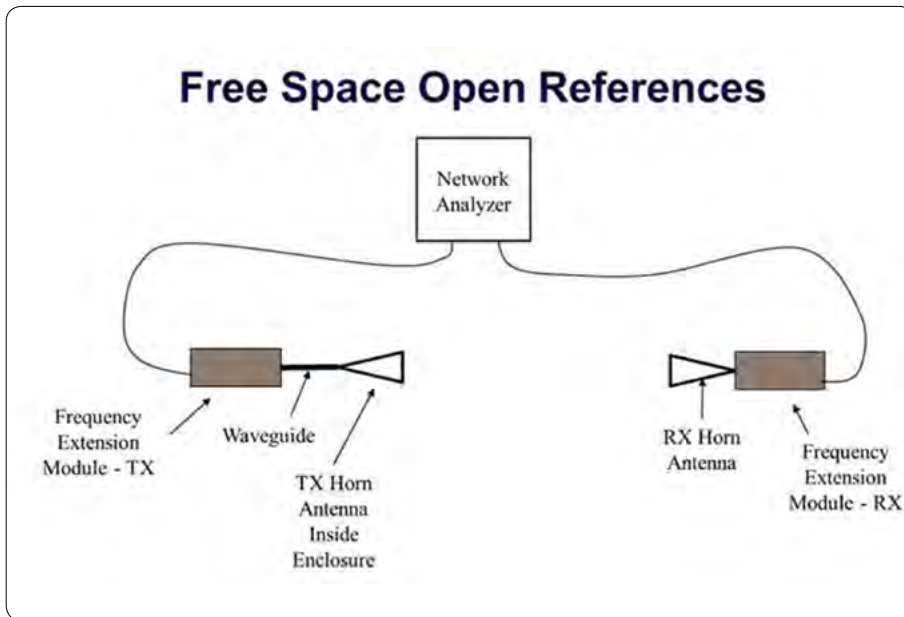 Free Space Open References
Network
Analyzer
Frequency
Extension
Module - TX
Waveguide
TX Horn
Antenna
Inside
Enclosure
RX Horn
Antenna
Frequency
Extension
Module - RX